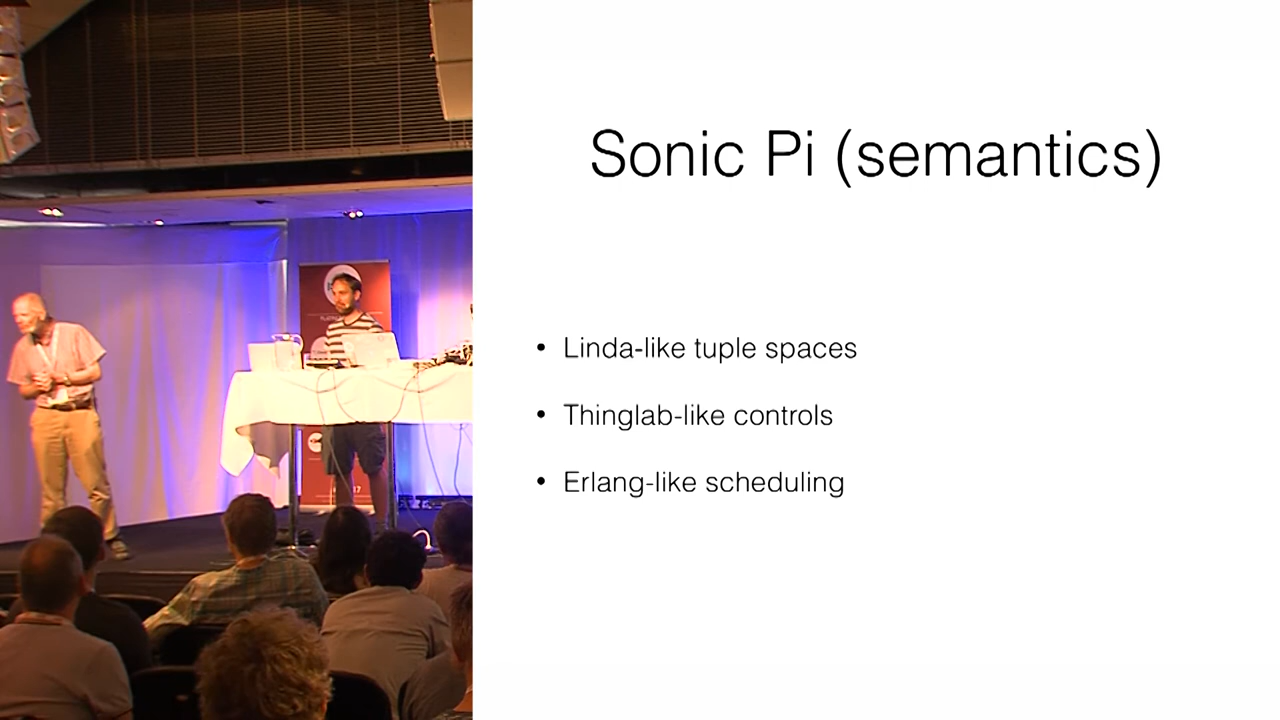 Sonic Pi (semantics)
• Linda-like tuple spaces
• Thinglab-like controls
• Erlang-like scheduling